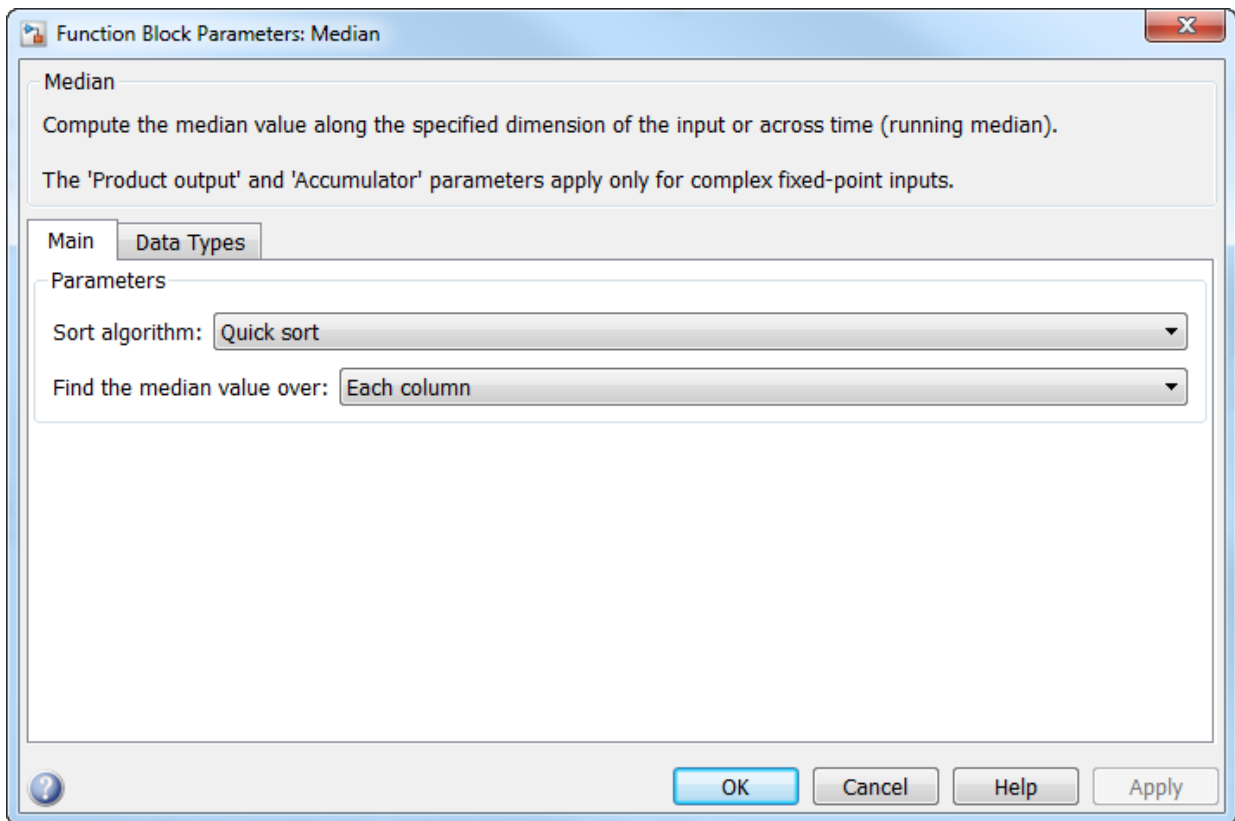 Function Block Parameters: Median
Median
Compute the median value along the specified dimension of the input or across time (running median).
The 'Product output' and 'Accumulator' parameters apply only for complex fixed-point inputs.
Main Data Types
Parameters
Sort algorithm: Quick sort
Find the median value over: Each column
OK Cancel Help Apply